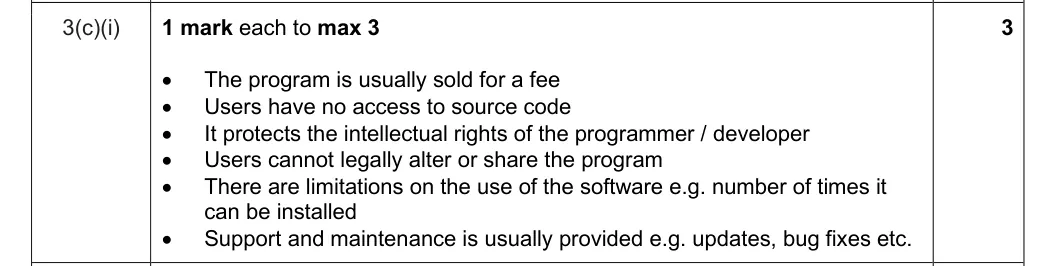 3(c)(i) 1 mark each to max 3 3
• The program is usually sold for a fee
• Users have no access to source code
• It protects the intellectual rights of the programmer / developer
• Users cannot legally alter or share the program
• There are limitations on the use of the software e.g. number of times it
can be installed
• Support and maintenance is usually provided e.g. updates, bug fixes etc.